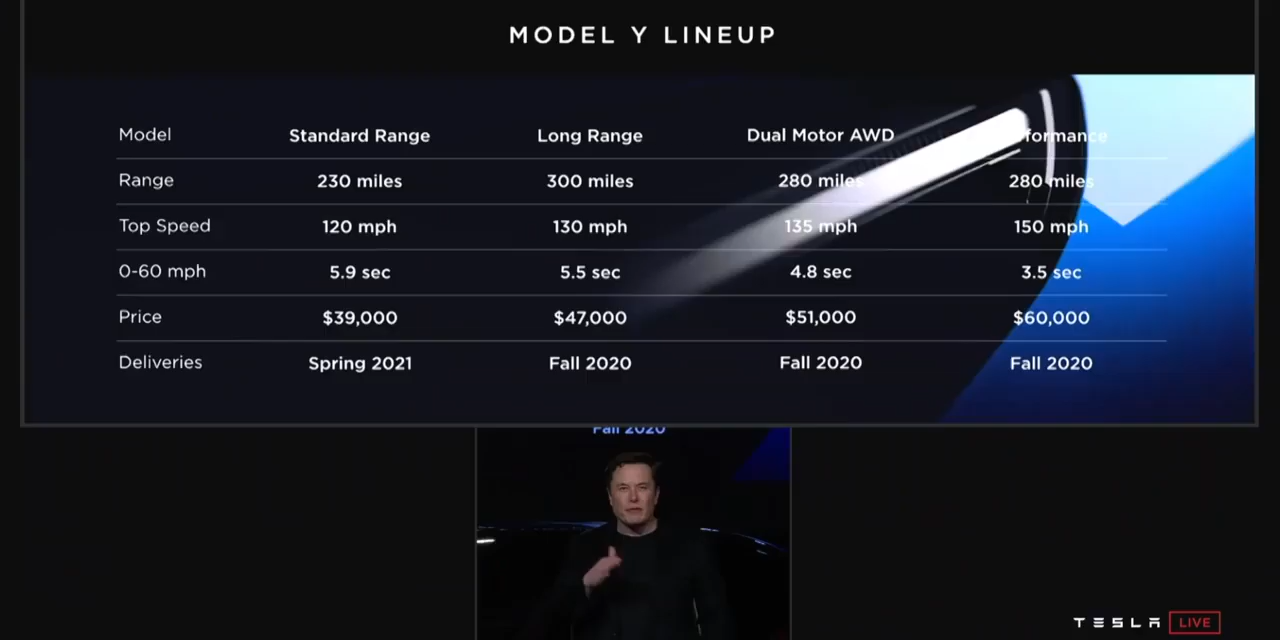 MODEL Y LINEUP
Model Standard Range Long Range Dual Motor AWD formance
Range 230 miles 300 miles 280 miles 280 miles
Top Speed 120 mph 130 mph 135 mph 150 mph
0-60 mph 5.9 sec 5.5 sec 4.8 sec 3.5 sec
Price $39,000 $47,000 $51,000 $60,000
Deliveries Spring 2021 Fall 2020 Fall 2020 Fall 2020
Fall 2020
TESLA LIVE